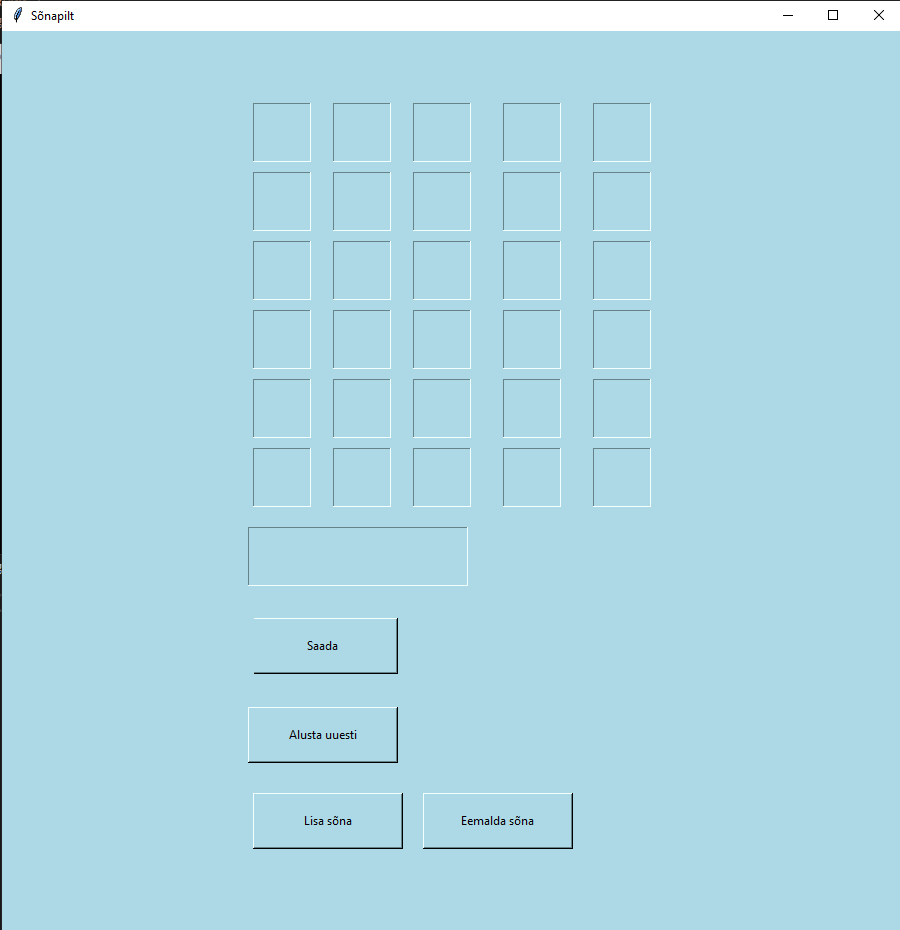 Sõnapilt
Saada
Alusta uuesti
Lisa sõna
Eemalda sõna